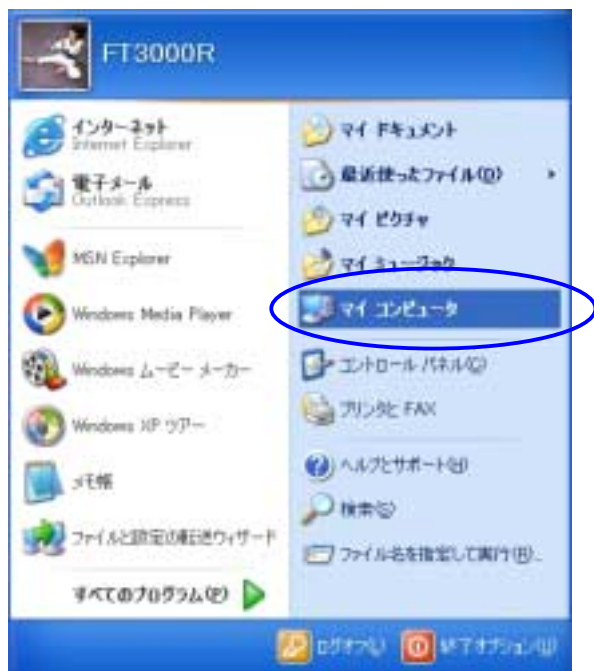 FT3000R
インターネット
Internet Explorer
電子メール
Outlook Express
MSN Explorer
Windows Media Player
Windows ムービー メーカー
Windows XP ツアー
メモ帳
ファイルと設定の転送ウィザード
すべてのプログラム(P)
マイ ドキュメント
最近使ったファイル(D)
マイ ピクチャ
マイ ミュージック
マイ コンピュータ
コントロール パネル(C)
プリンタと FAX
ヘルプとサポート(H)
検索(S)
ファイル名を指定して実行(R)...
ログオフ(L)
終了オプション(U)